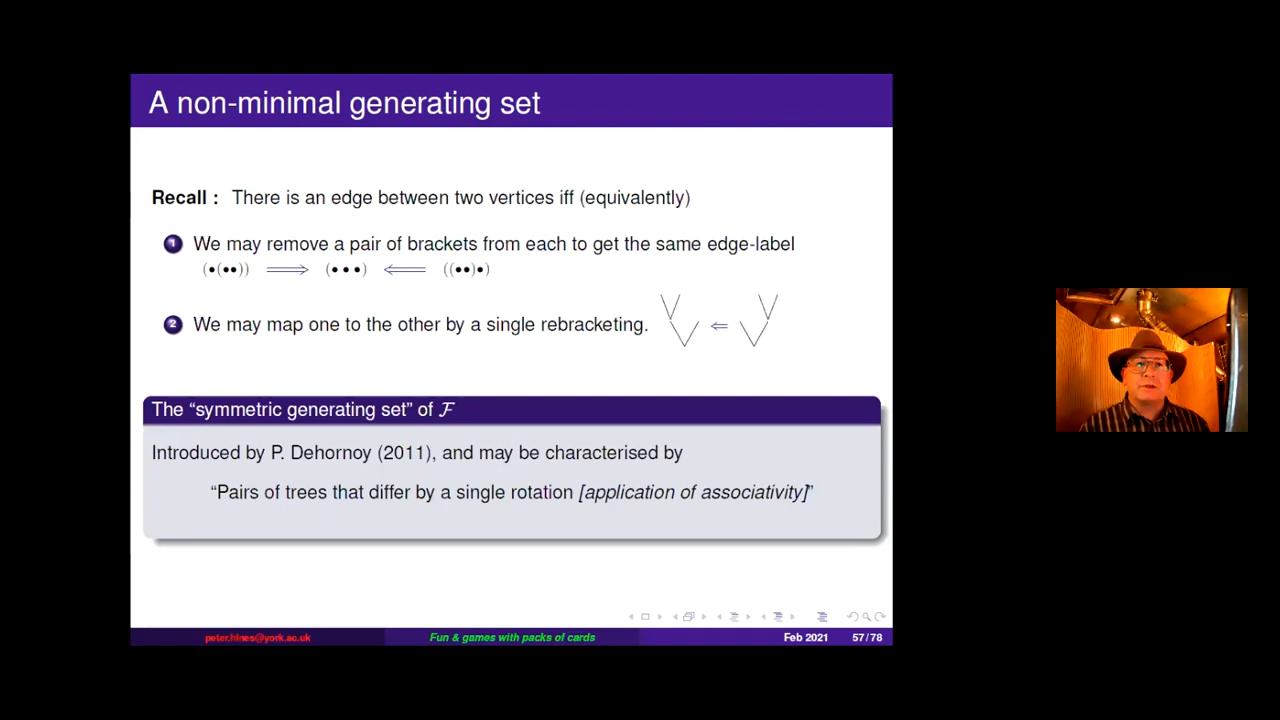 A non-minimal generating set
Recall : There is an edge between two vertices iff (equivalently)
1 We may remove a pair of brackets from each to get the same edge-label
(•(••)) ⟹ (•••) ⟸ ((••)•)
2 We may map one to the other by a single rebracketing. ⇐
The “symmetric generating set” of ℱ
Introduced by P. Dehornoy (2011), and may be characterised by
“Pairs of trees that differ by a single rotation [application of associativity]”
peter.hines@york.ac.uk Fun & games with packs of cards Feb 2021 57/78